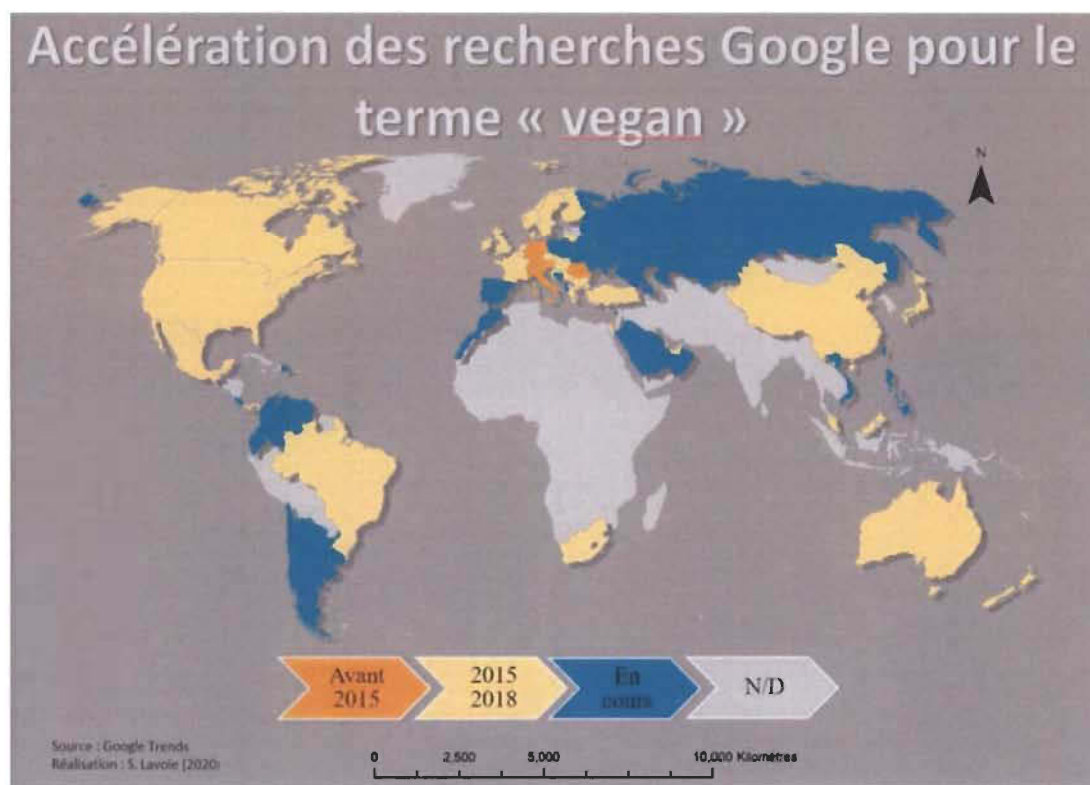 Accélération des recherches Google pour le
terme « vegan »
N
Avant
2015
2015
2018
En
cours
N/D
Source : Google Trends
Réalisation : S. Lavoie (2020)
0 2,500 5,000 10,000 Kilomètres